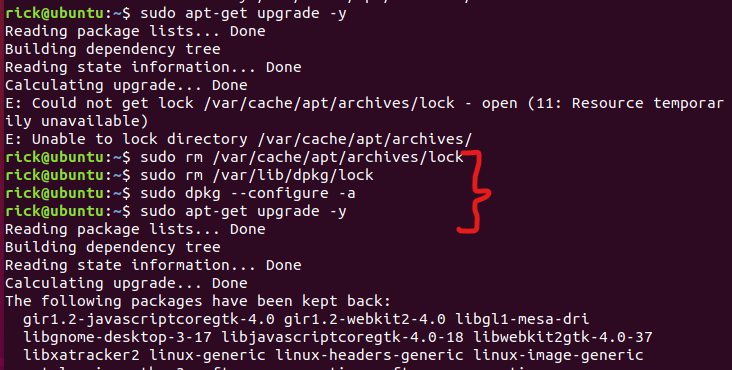 rick@ubuntu:~$ sudo apt-get upgrade -y
Reading package lists... Done
Building dependency tree
Reading state information... Done
Calculating upgrade... Done
E: Could not get lock /var/cache/apt/archives/lock - open (11: Resource temporar
ily unavailable)
E: Unable to lock directory /var/cache/apt/archives/
rick@ubuntu:~$ sudo rm /var/cache/apt/archives/lock
rick@ubuntu:~$ sudo rm /var/lib/dpkg/lock
rick@ubuntu:~$ sudo dpkg --configure -a
rick@ubuntu:~$ sudo apt-get upgrade -y
Reading package lists... Done
Building dependency tree
Reading state information... Done
Calculating upgrade... Done
The following packages have been kept back:
gir1.2-javascriptcoregtk-4.0 gir1.2-webkit2-4.0 libgl1-mesa-dri
libgnome-desktop-3-17 libjavascriptcoregtk-4.0-18 libwebkit2gtk-4.0-37
libxatracker2 linux-generic linux-headers-generic linux-image-generic